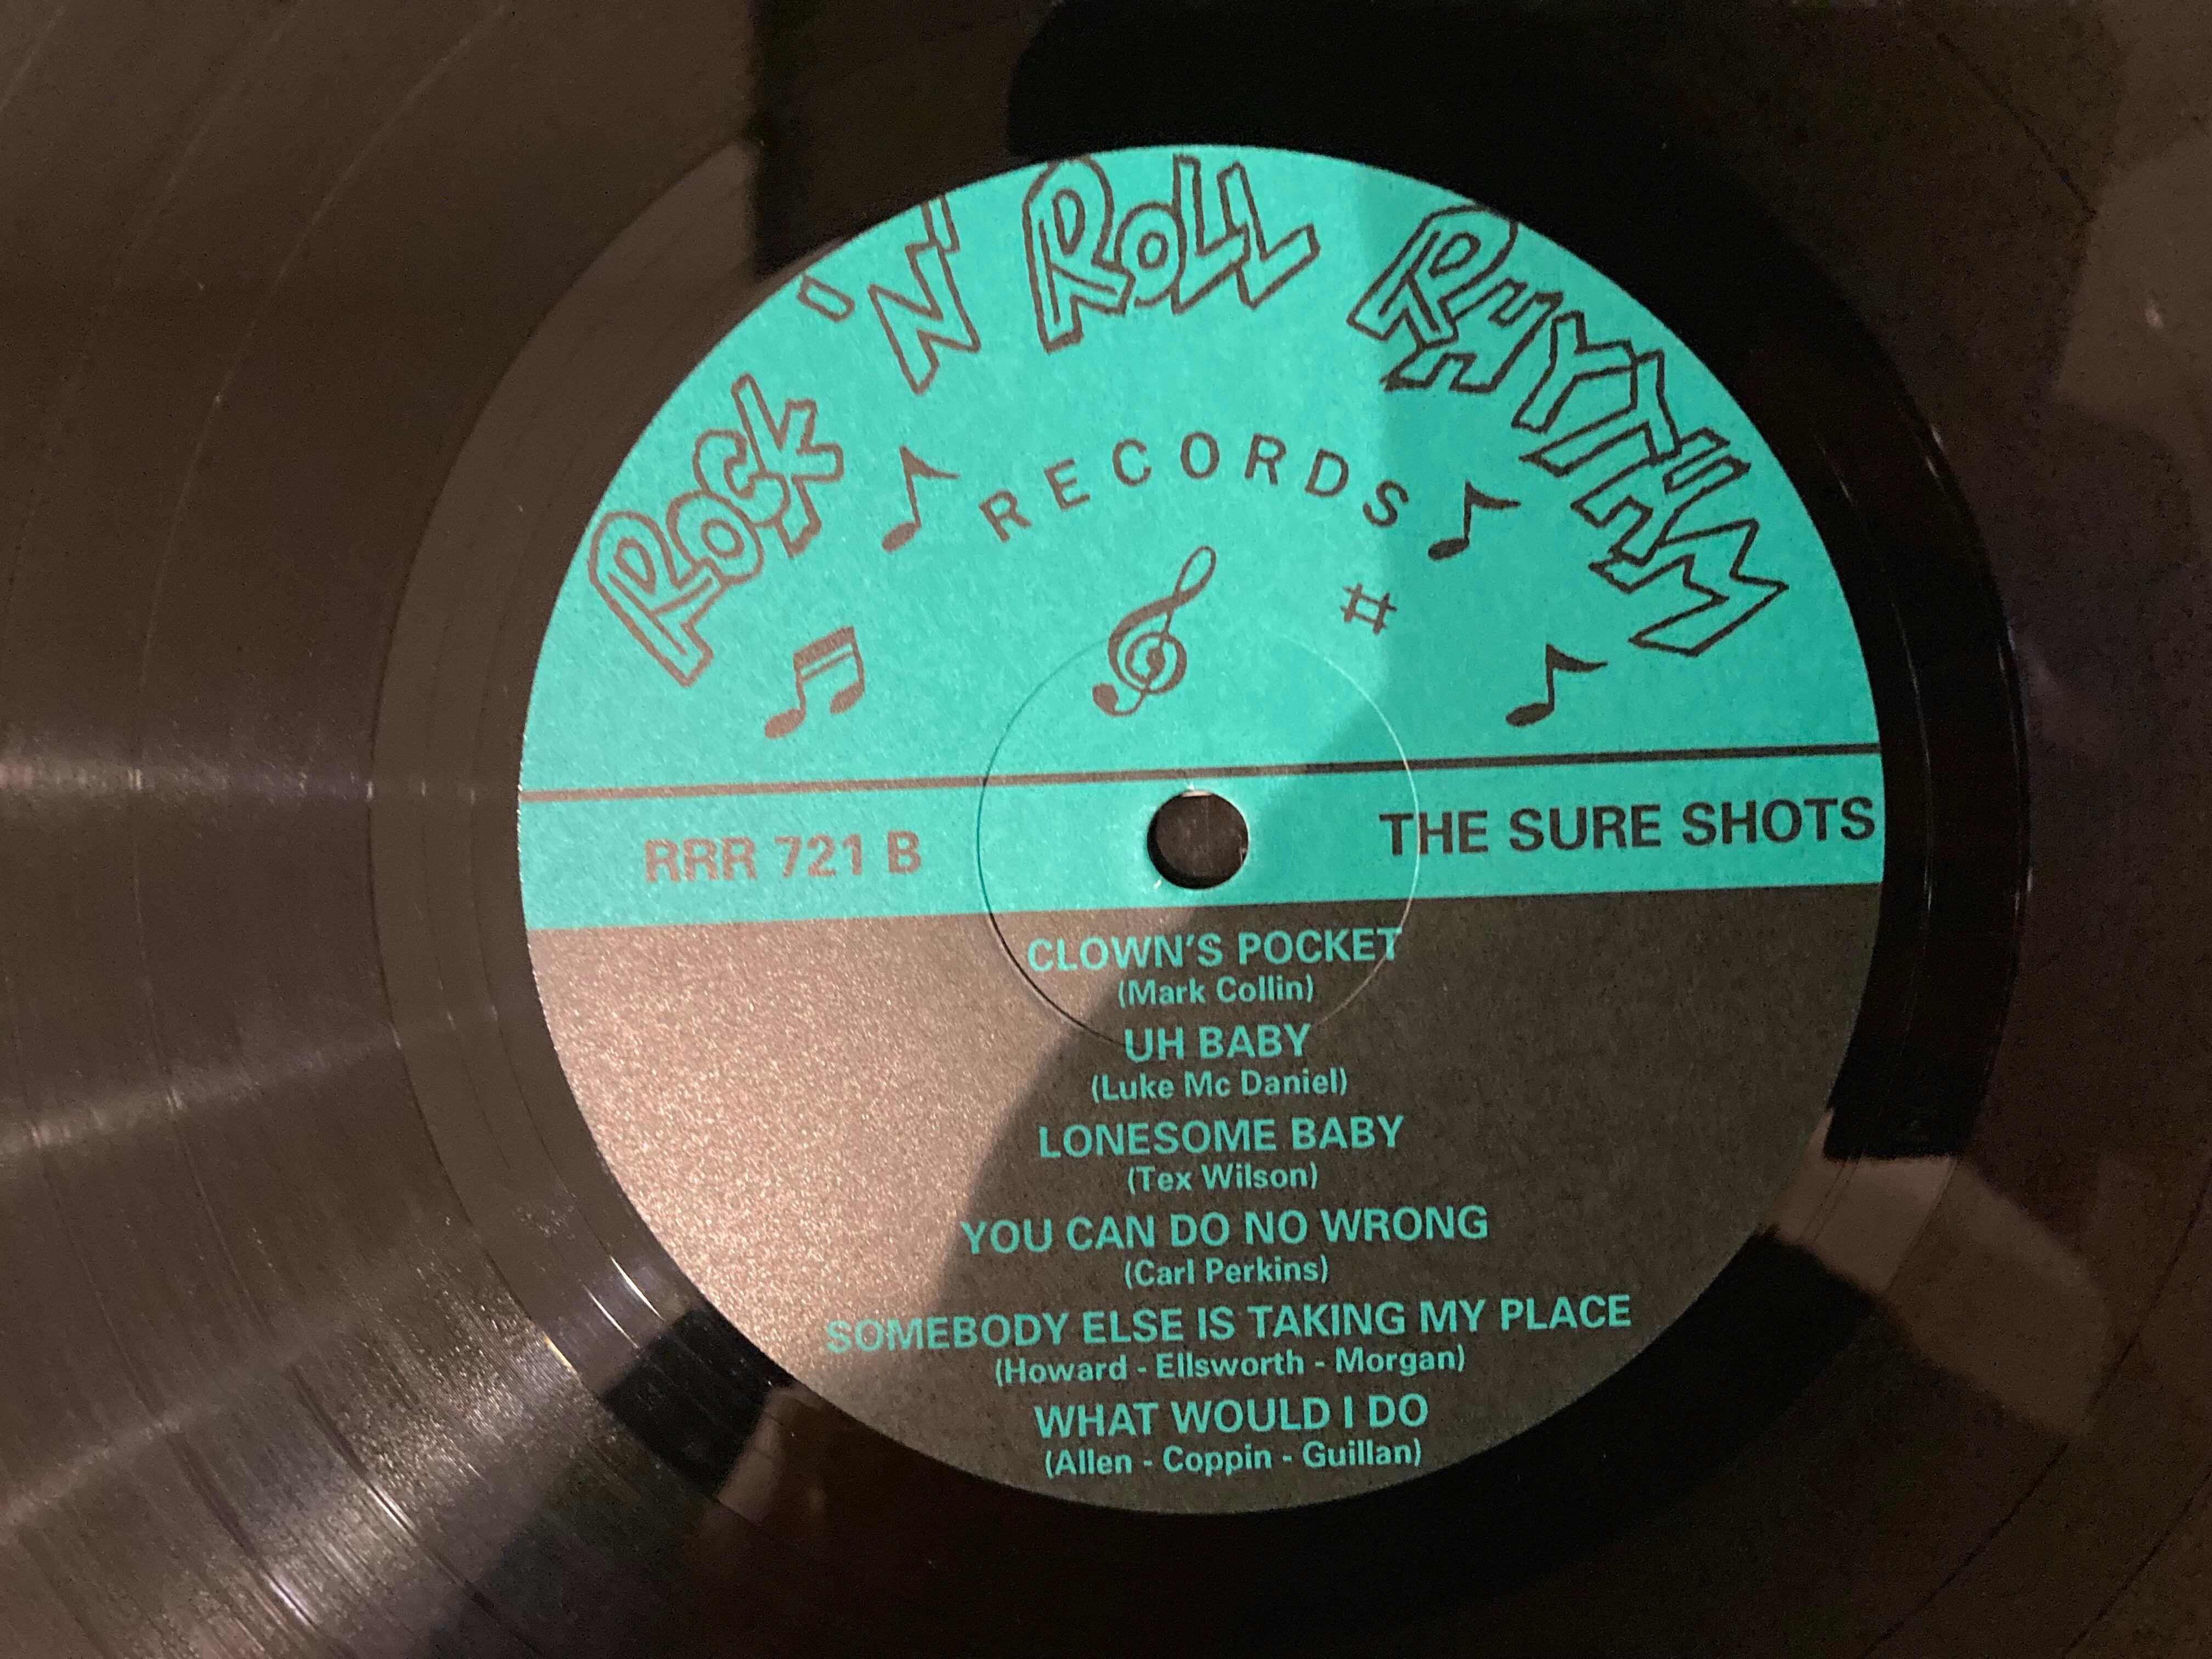 ROCK 'N' ROLL RHYTHM
RECORDS
RRR 721 B
THE SURE SHOTS
CLOWN'S POCKET
(Mark Collin)
UH BABY
(Luke Mc Daniel)
LONESOME BABY
(Tex Wilson)
YOU CAN DO NO WRONG
(Carl Perkins)
SOMEBODY ELSE IS TAKING MY PLACE
(Howard - Ellsworth - Morgan)
WHAT WOULD I DO
(Allen - Coppin - Guillan)